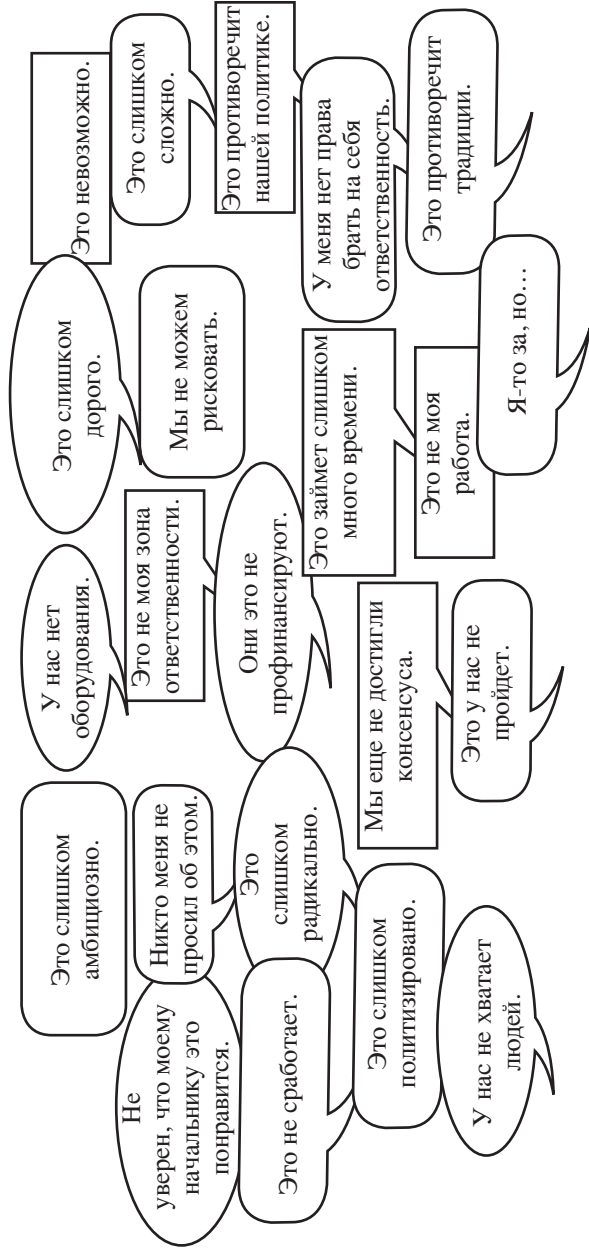 Это слишком
амбициозно.
У нас нет
оборудования.
Это слишком
дорого.
Это невозможно.
Не
уверен, что моему
начальнику это
понравится.
Никто меня не
просил об этом.
Это не моя зона
ответственности.
Мы не можем
рисковать.
Это слишком
сложно.
Это не сработает.
Это
слишком
радикально.
Они это не
профинансируют.
Это противоречит
нашей политике.
Это слишком
политизировано.
Мы еще не достигли
консенсуса.
Это займет слишком
много времени.
У меня нет права
брать на себя
ответственность.
У нас не хватает
людей.
Это у нас не
пройдет.
Это не моя
работа.
Я-то за, но…
Это противоречит
традиции.